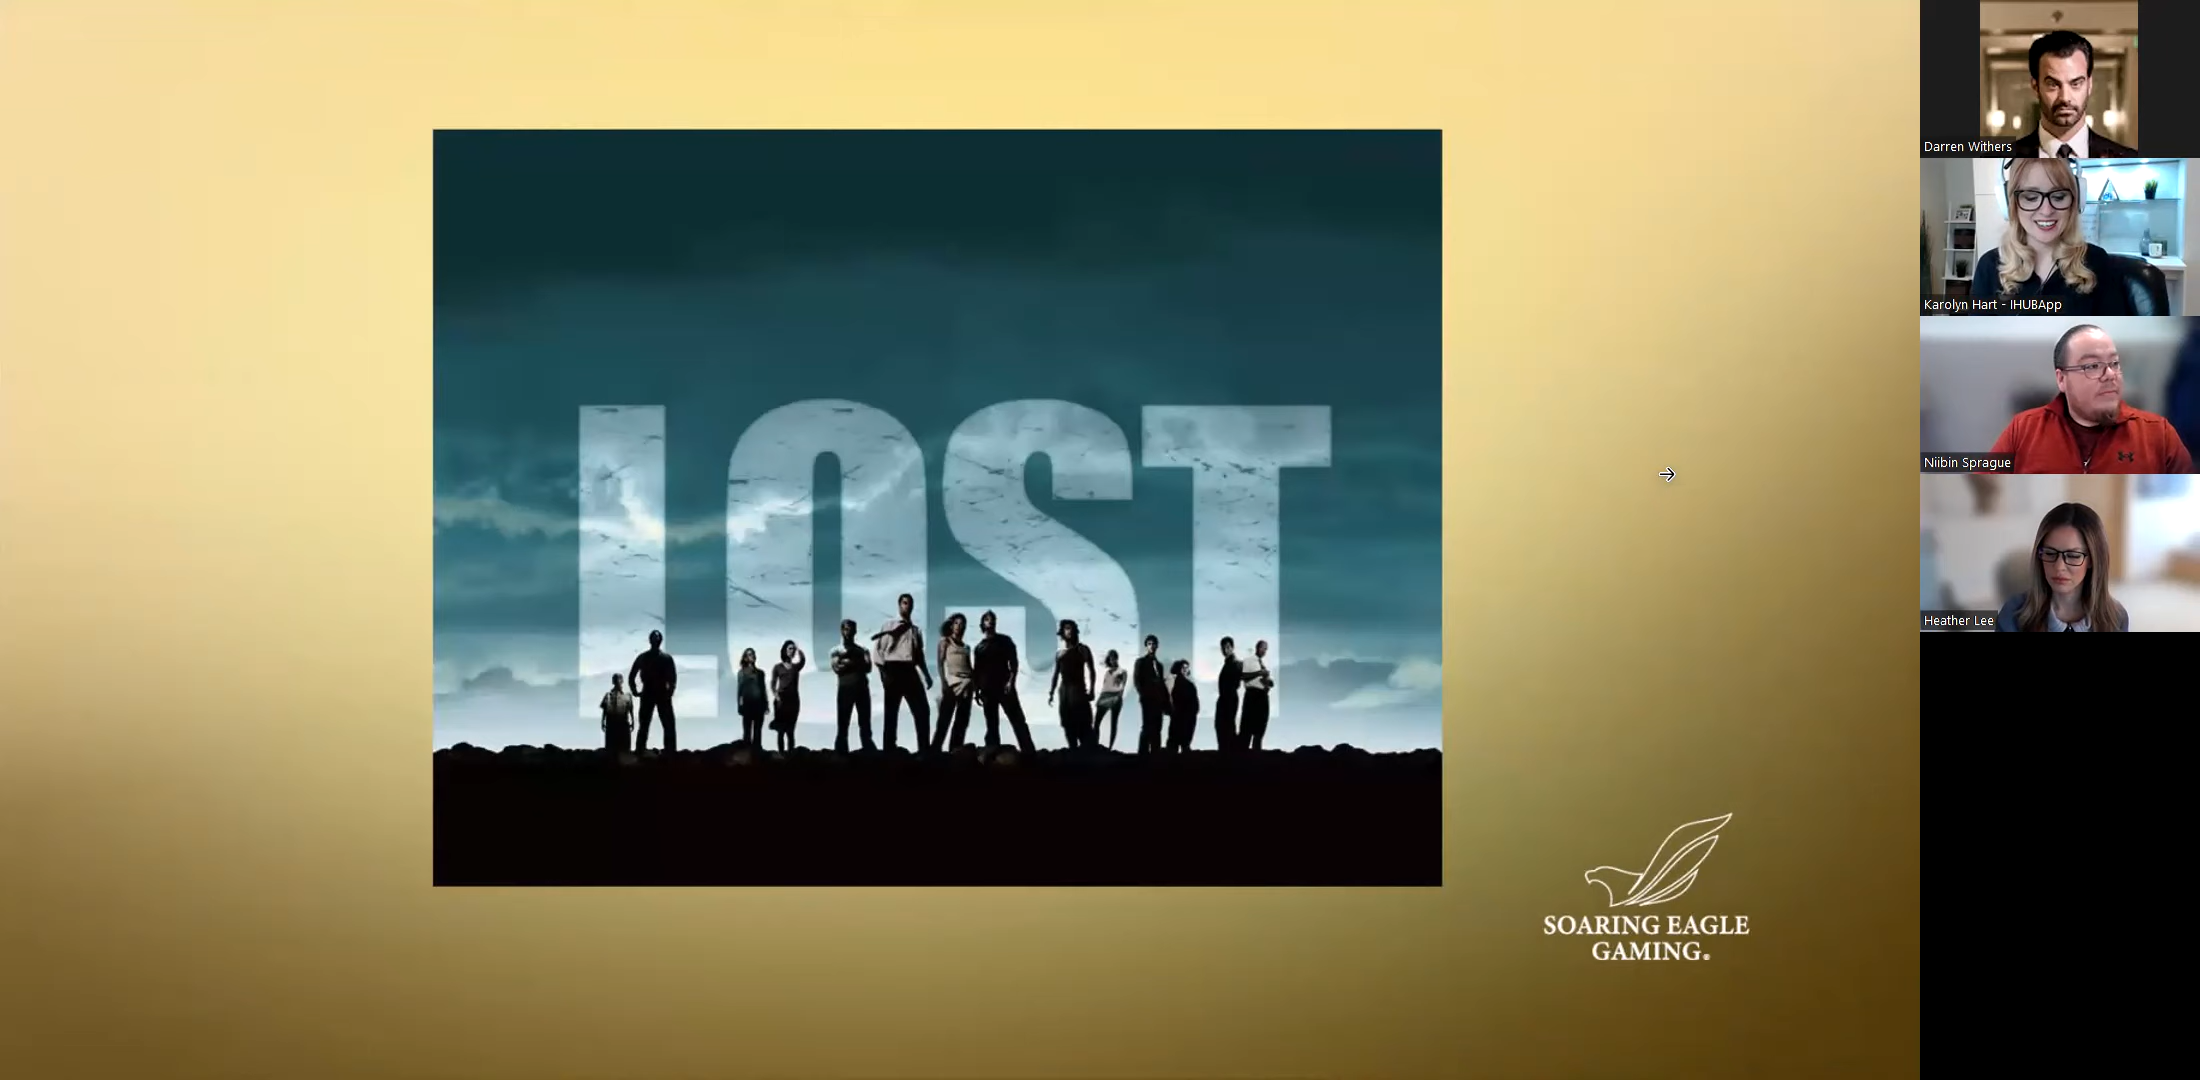 LOST
SOARING EAGLE
GAMING®
Darren Withers
Karolyn Hart - IHUBApp
Niibin Sprague
Heather Lee